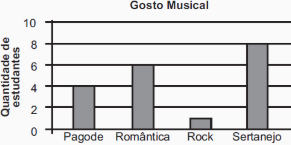 Gosto Musical
Quantidade de
estudantes
10
8
6
4
2
0
Pagode Romântica Rock Sertanejo